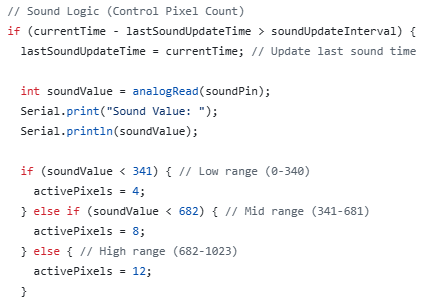 // Sound Logic (Control Pixel Count)
if (currentTime - lastSoundUpdateTime > soundUpdateInterval) {
  lastSoundUpdateTime = currentTime; // Update last sound time

  int soundValue = analogRead(soundPin);
  Serial.print("Sound Value: ");
  Serial.println(soundValue);

  if (soundValue < 341) { // Low range (0-340)
    activePixels = 4;
  } else if (soundValue < 682) { // Mid range (341-681)
    activePixels = 8;
  } else { // High range (682-1023)
    activePixels = 12;
  }